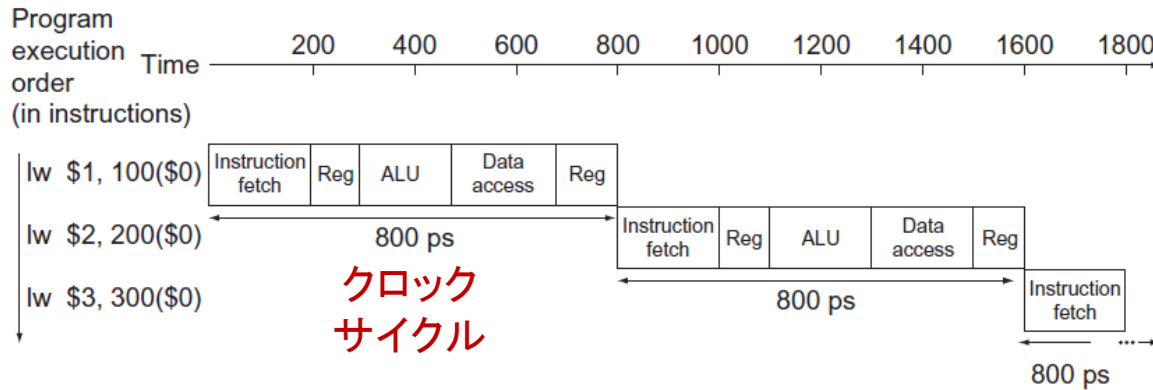 Program
execution
order
(in instructions)
Time
200 400 600 800 1000 1200 1400 1600 1800
lw $1, 100($0)
Instruction
fetch
Reg
ALU
Data
access
Reg
800 ps
lw $2, 200($0)
Instruction
fetch
Reg
ALU
Data
access
Reg
800 ps
クロック
サイクル
lw $3, 300($0)
Instruction
fetch
...
800 ps